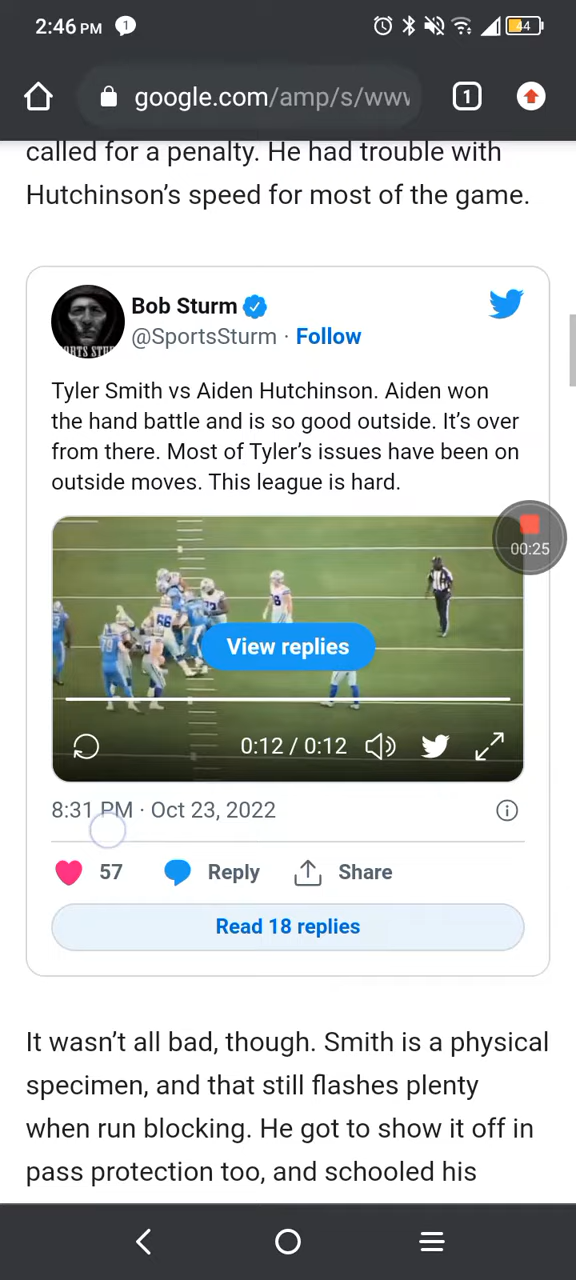 2:46 PM 1 44
google.com/amp/s/www 1
called for a penalty. He had trouble with
Hutchinson's speed for most of the game.
Bob Sturm
@SportsSturm · Follow
Tyler Smith vs Aiden Hutchinson. Aiden won
the hand battle and is so good outside. It's over
from there. Most of Tyler's issues have been on
outside moves. This league is hard.
00:25
View replies
0:12 / 0:12
8:31 PM · Oct 23, 2022
57 Reply Share
Read 18 replies
It wasn't all bad, though. Smith is a physical
specimen, and that still flashes plenty
when run blocking. He got to show it off in
pass protection too, and schooled his